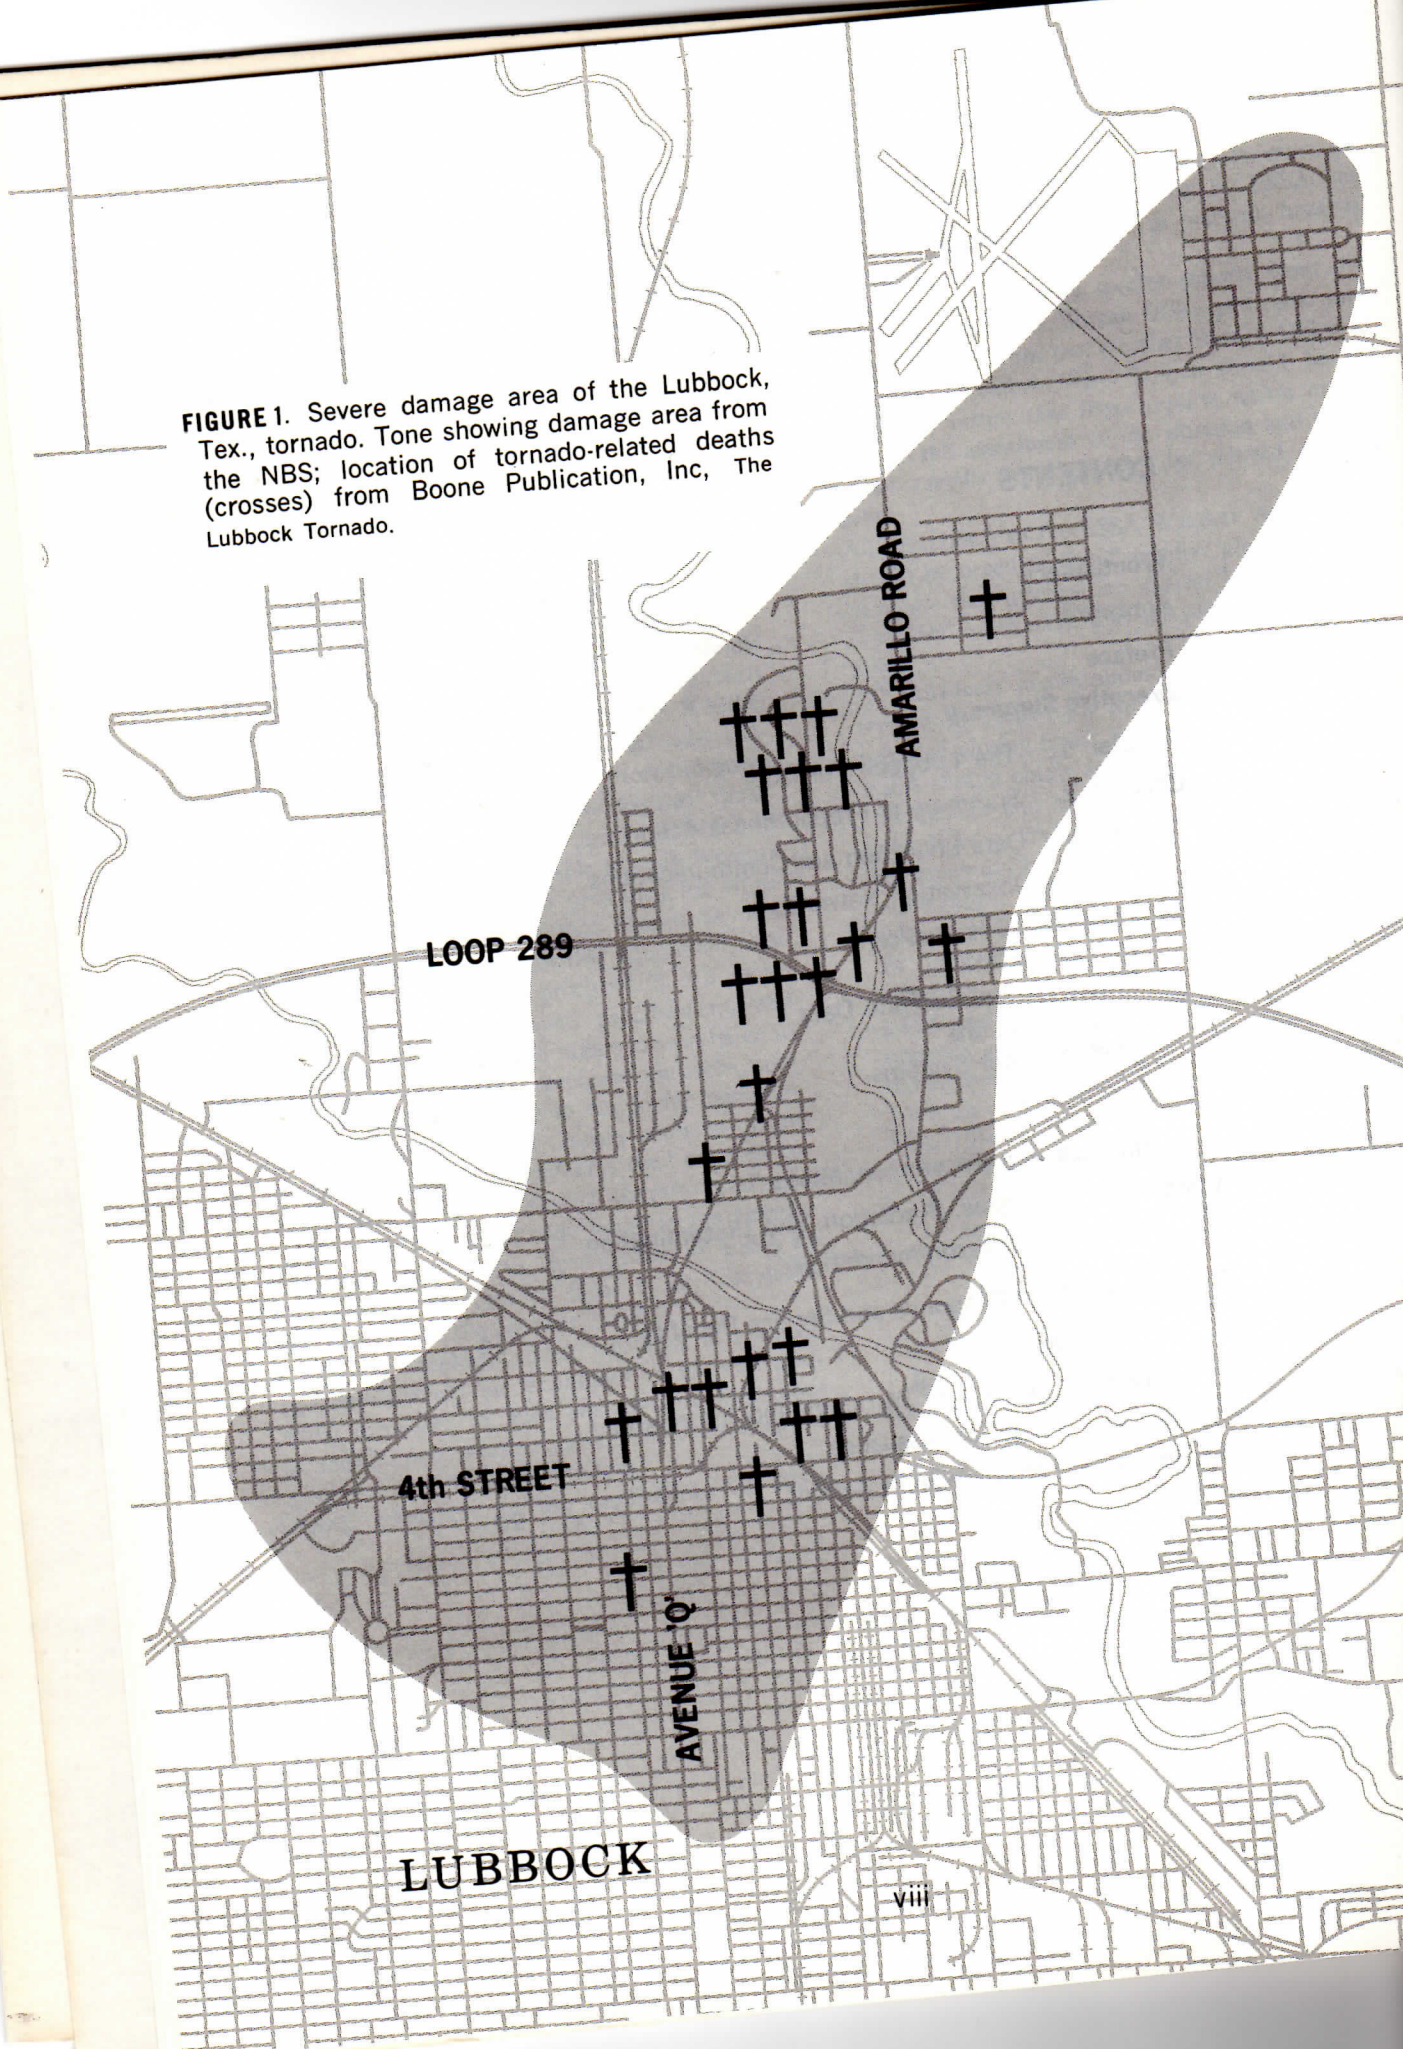 FIGURE 1. Severe damage area of the Lubbock,
Tex., tornado. Tone showing damage area from
the NBS; location of tornado-related deaths
(crosses) from Boone Publication, Inc, The
Lubbock Tornado.
AMARILLO ROAD
LOOP 289
4th STREET
AVENUE 'Q'
LUBBOCK
viii